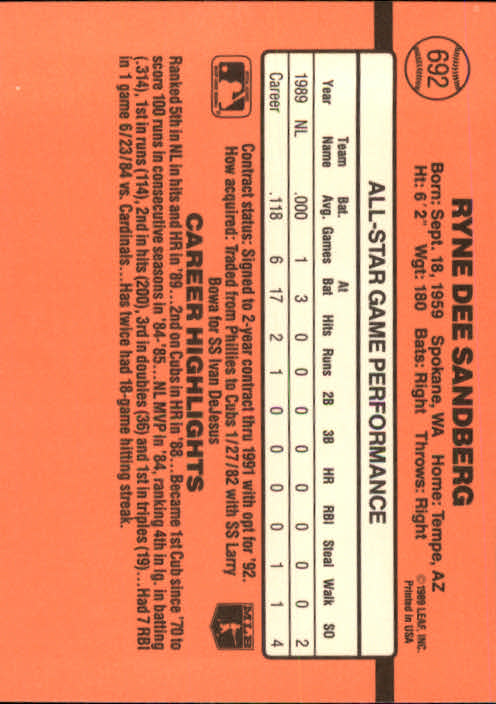 692
RYNE DEE SANDBERG
Born: Sept. 18, 1959 Spokane, WA Home: Tempe, AZ
Ht: 6'2" Wgt: 180 Bats: Right Throws: Right
© 1989 LEAF, INC.
Printed in USA
ALL-STAR GAME PERFORMANCE
Year Team Name Bat. Avg. Games At Bat Hits Runs 2B 3B HR RBI Steal Walk SO
1989 NL .000 1 3 0 0 0 0 0 0 0 0 2
Career .118 6 17 2 1 0 0 0 0 1 1 4
Contract status: Signed to 2-year contract thru 1991 with opt for '92.
How acquired: Traded from Phillies to Cubs 1/27/82 with SS Larry
Bowa for SS Ivan DeJesus
MLB
CAREER HIGHLIGHTS
Ranked 5th in NL in hits and HR in '89...2nd on Cubs in HR in '88...Became 1st Cub since '70 to
score 100 runs in consecutive seasons in '84-'85...NL MVP in '84, ranking 4th in lg. in batting
(.314), 1st in runs (114), 2nd in hits (200), 3rd in doubles (36) and 1st in triples (19)...Had 7 RBI
in 1 game 6/23/84 vs. Cardinals...Has twice had 18-game hitting streak.